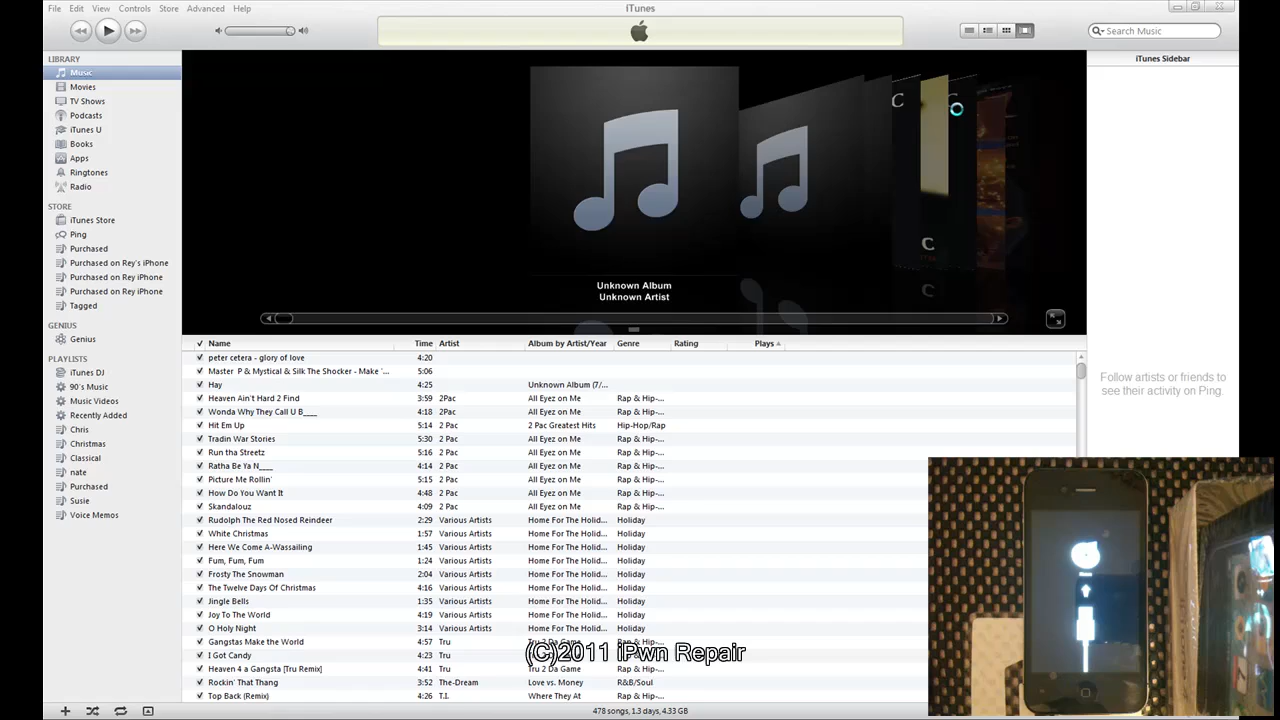 File Edit View Controls Store Advanced Help
iTunes
Search Music
LIBRARY
Music
Movies
TV Shows
Podcasts
iTunes U
Books
Apps
Ringtones
Radio
STORE
iTunes Store
Ping
Purchased
Purchased on Rey's iPhone
Purchased on Rey iPhone
Purchased on Rey iPhone
Tagged
GENIUS
Genius
PLAYLISTS
iTunes DJ
90's Music
Music Videos
Recently Added
Chris
Christmas
Classical
nate
Purchased
Susie
Voice Memos
C
C
C
C
Unknown Album
Unknown Artist
Name Time Artist Album by Artist/Year Genre Rating Plays
peter cetera - glory of love 4:20
Master P & Mystical & Silk The Shocker - Make '... 5:06
Hay 4:25 Unknown Album (7/...
Heaven Ain't Hard 2 Find 3:59 2Pac All Eyez on Me Rap & Hip-...
Wonda Why They Call U B____ 4:18 2Pac All Eyez on Me Rap & Hip-...
Hit Em Up 5:14 2 Pac 2 Pac Greatest Hits Hip-Hop/Rap
Tradin War Stories 5:30 2 Pac All Eyez on Me Rap & Hip-...
Run tha Streetz 5:16 2 Pac All Eyez on Me Rap & Hip-...
Ratha Be Ya N____ 4:14 2 Pac All Eyez on Me Rap & Hip-...
Picture Me Rollin' 5:15 2 Pac All Eyez on Me Rap & Hip-...
How Do You Want It 4:48 2 Pac All Eyez on Me Rap & Hip-...
Skandalouz 4:09 2 Pac All Eyez on Me Rap & Hip-...
Rudolph The Red Nosed Reindeer 2:29 Various Artists Home For The Holid... Holiday
White Christmas 1:57 Various Artists Home For The Holid... Holiday
Here We Come A-Wassailing 1:45 Various Artists Home For The Holid... Holiday
Fum, Fum, Fum 1:24 Various Artists Home For The Holid... Holiday
Frosty The Snowman 2:04 Various Artists Home For The Holid... Holiday
The Twelve Days Of Christmas 4:17 Various Artists Home For The Holid... Holiday
Jingle Bells 1:35 Various Artists Home For The Holid... Holiday
Joy To The World 4:19 Various Artists Home For The Holid... Holiday
O Holy Night 3:14 Various Artists Home For The Holid... Holiday
Gangstas Make the World 4:57 Tru Tru 2 Da Game Rap & Hip-...
I Got Candy 4:23 Tru
Heaven 4 a Gangsta [Tru Remix] 4:41 Tru Tru 2 Da Game Rap & Hip-...
Rockin' That Thang 3:52 The-Dream Love vs. Money R&B/Soul
Top Back (Remix) 4:26 T.I. Where They At Rap & Hip-...
478 songs, 1.3 days, 4.33 GB
iTunes Sidebar
Follow artists or friends to
see their activity on Ping.
(C)2011 iPwn Repair